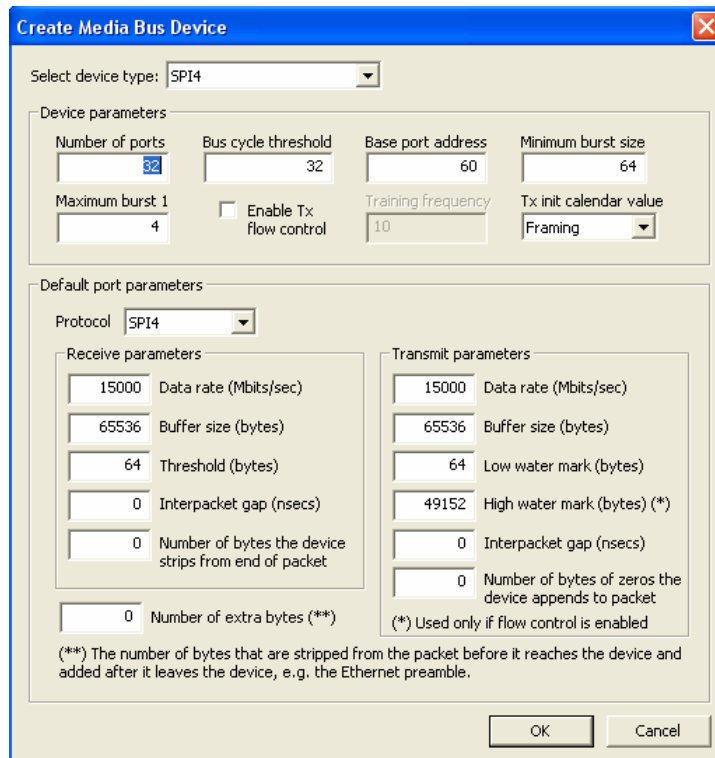 Create Media Bus Device
Select device type: SPI4
Device parameters
Number of ports
32
Bus cycle threshold
32
Base port address
60
Minimum burst size
64
Maximum burst 1
4
Enable Tx
flow control
Training frequency
10
Tx init calendar value
Framing
Default port parameters
Protocol SPI4
Receive parameters
15000 Data rate (Mbits/sec)
65536 Buffer size (bytes)
64 Threshold (bytes)
0 Interpacket gap (nsecs)
0 Number of bytes the device
strips from end of packet
Transmit parameters
15000 Data rate (Mbits/sec)
65536 Buffer size (bytes)
64 Low water mark (bytes)
49152 High water mark (bytes) (*)
0 Interpacket gap (nsecs)
0 Number of bytes of zeros the
device appends to packet
(*) Used only if flow control is enabled
0 Number of extra bytes (**)
(**) The number of bytes that are stripped from the packet before it reaches the device and
added after it leaves the device, e.g. the Ethernet preamble.
OK
Cancel